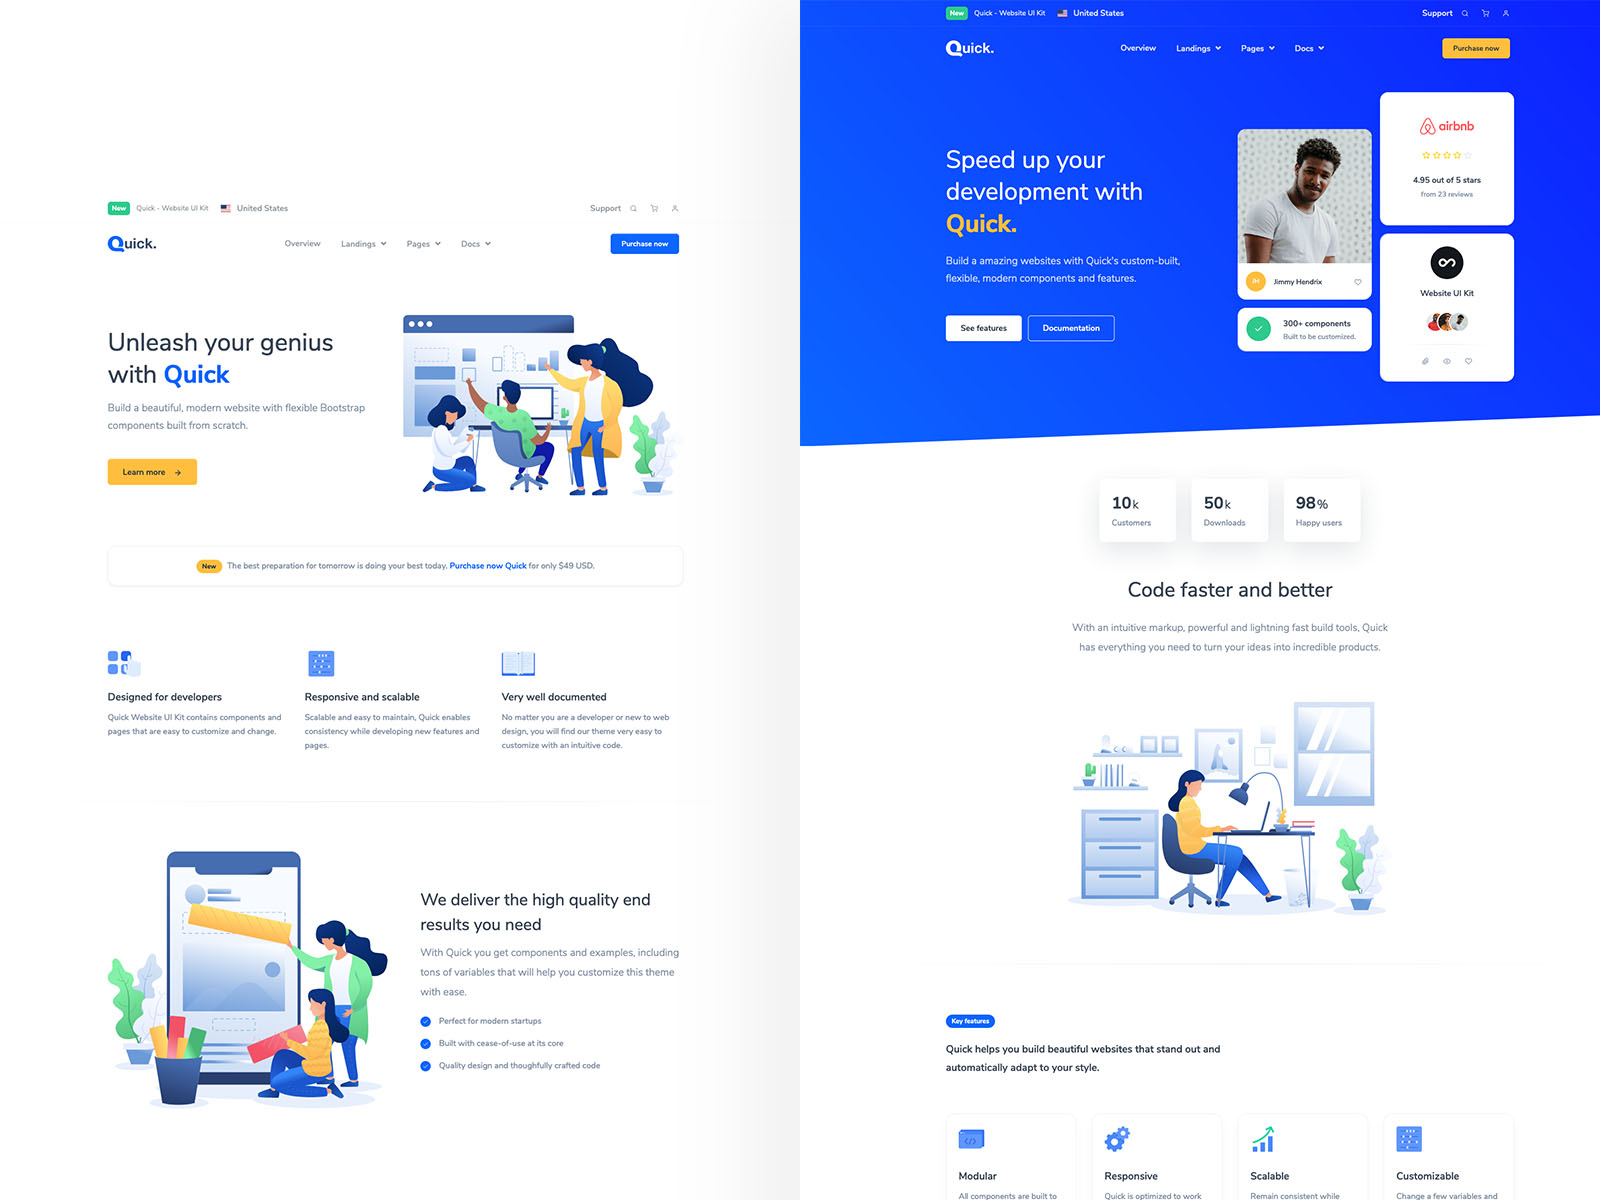 New Quick - Website UI Kit United States Support
Quick. Overview Landings Pages Docs Purchase now
Unleash your genius
with Quick
Build a beautiful, modern website with flexible Bootstrap
components built from scratch.
Learn more
New The best preparation for tomorrow is doing your best today. Purchase now Quick for only $49 USD.
Designed for developers
Quick Website UI Kit contains components and
pages that are easy to customize and change.
Responsive and scalable
Scalable and easy to maintain, Quick enables
consistency while developing new features and
pages.
Very well documented
No matter you are a developer or new to web
design, you will find our theme very easy to
customize with an intuitive code.
We deliver the high quality end
results you need
With Quick you get components and examples, including
tons of variables that will help you customize this theme
with ease.
Perfect for modern startups
Built with cease-of-use at its core
Quality design and thoughfully crafted code
New Quick - Website UI Kit United States Support
Quick. Overview Landings Pages Docs Purchase now
Speed up your
development with
Quick.
Build a amazing websites with Quick's custom-built,
flexible, modern components and features.
See features Documentation
JH Jimmy Hendrix
300+ components
Built to be customized.
airbnb
4.95 out of 5 stars
from 23 reviews
Website UI Kit
10k
Customers
50k
Downloads
98%
Happy users
Code faster and better
With an intuitive markup, powerful and lightning fast build tools, Quick
has everything you need to turn your ideas into incredible products.
Key features
Quick helps you build beautiful websites that stand out and
automatically adapt to your style.
Modular
All components are built to
Responsive
Quick is optimized to work
Scalable
Remain consistent while
Customizable
Change a few variables and